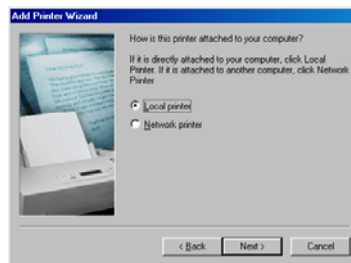 Add Printer Wizard
How is this printer attached to your computer?
If it is directly attached to your computer, click Local
Printer. If it is attached to another computer, click Network
Printer
Local printer
Network printer
< Back
Next >
Cancel